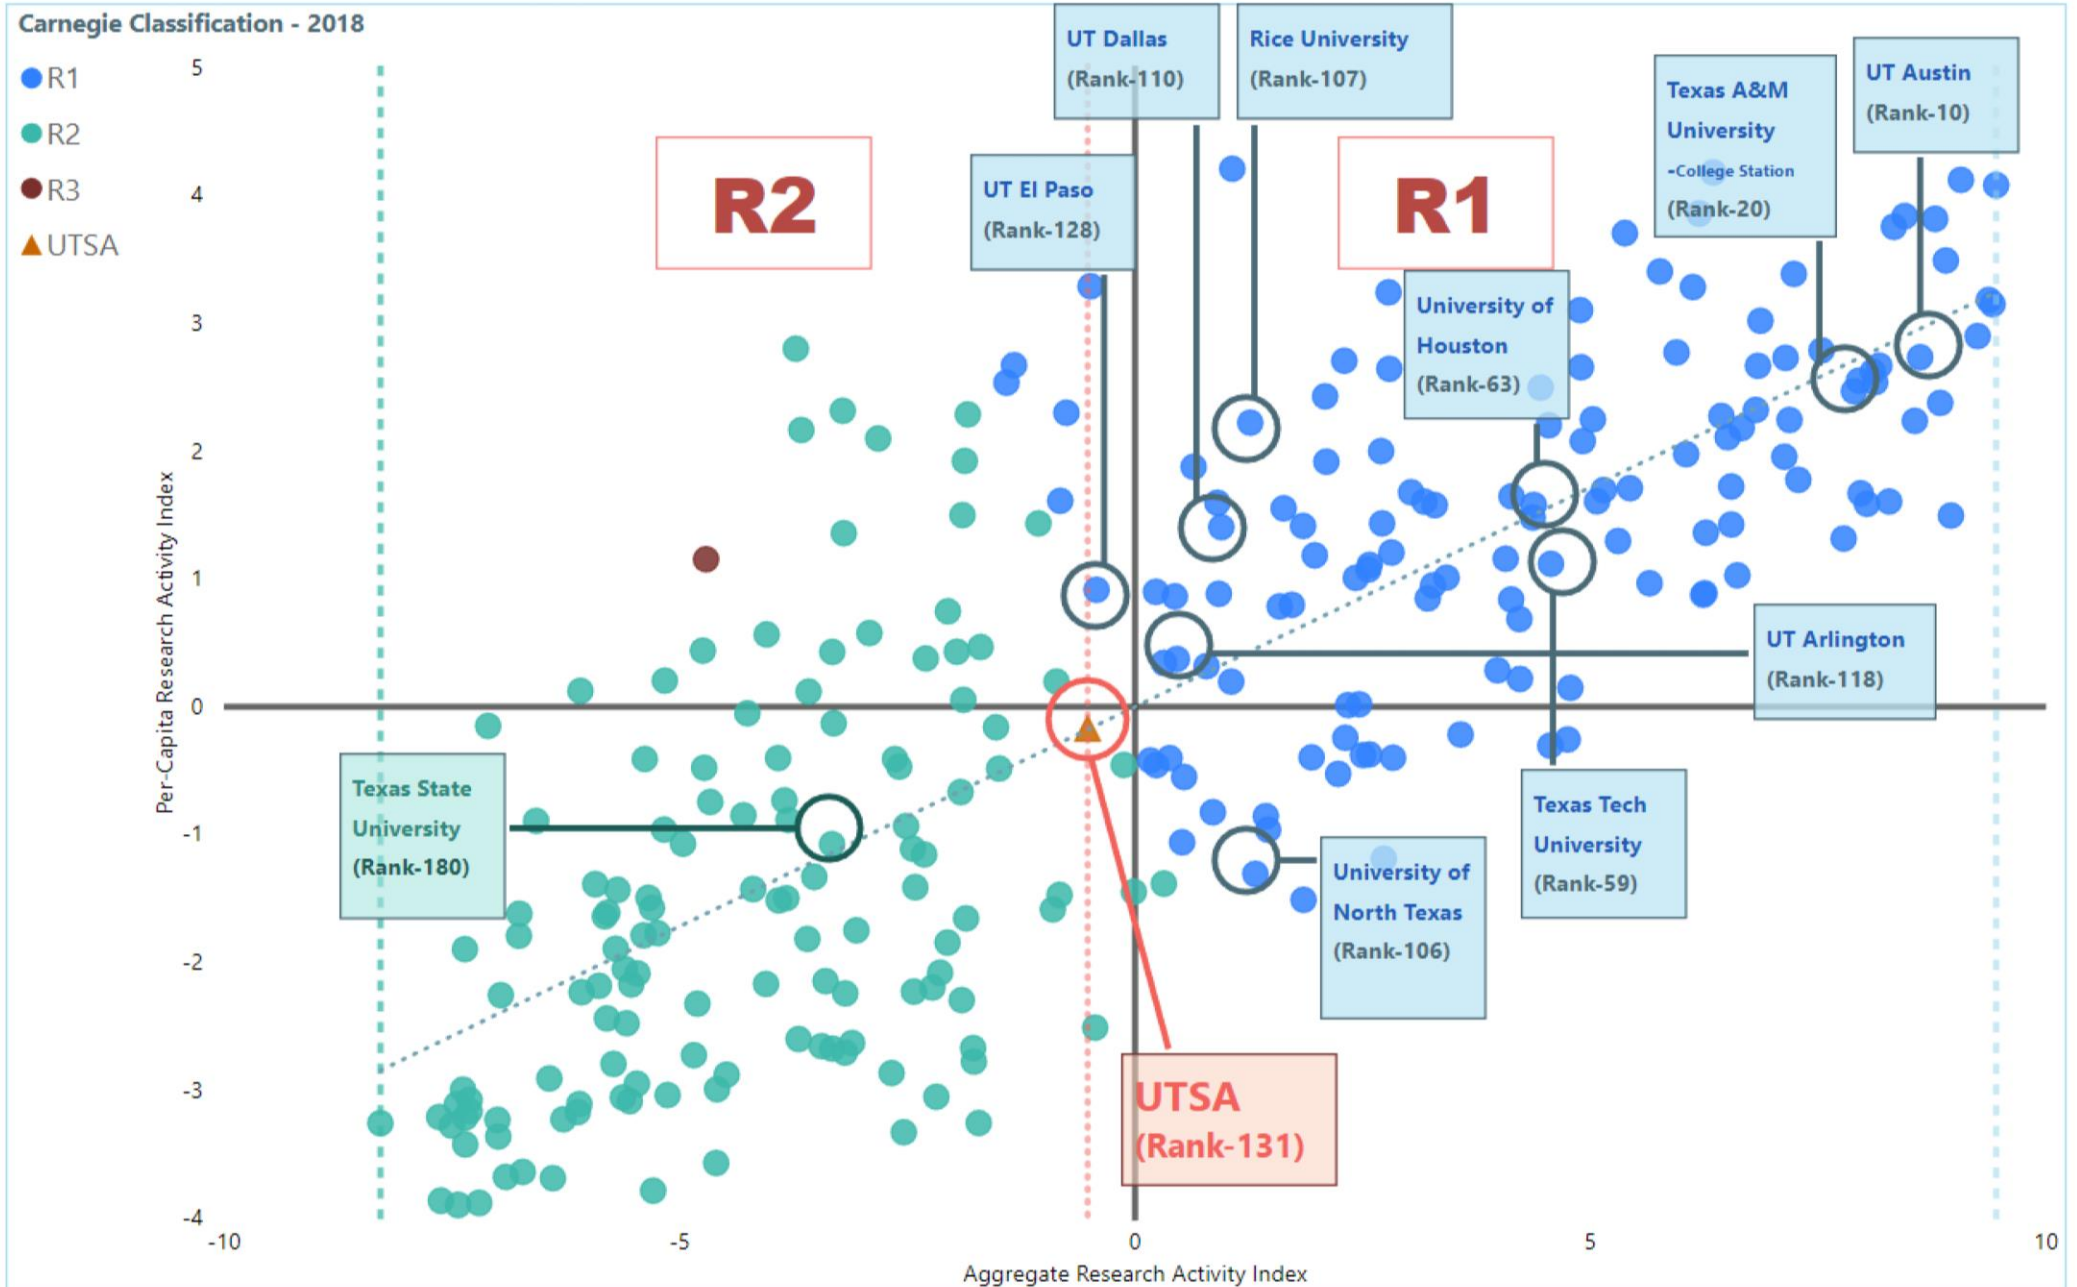 Carnegie Classification - 2018
R1
R2
R3
UTSA
UT Dallas
(Rank-110)
Rice University
(Rank-107)
Texas A&M
University
-College Station
(Rank-20)
UT Austin
(Rank-10)
R2
UT El Paso
(Rank-128)
R1
University of
Houston
(Rank-63)
UT Arlington
(Rank-118)
Texas State
University
(Rank-180)
Texas Tech
University
(Rank-59)
University of
North Texas
(Rank-106)
UTSA
(Rank-131)
Per-Capita Research Activity Index
5
4
3
2
1
0
-1
-2
-3
-4
-10
-5
0
5
10
Aggregate Research Activity Index